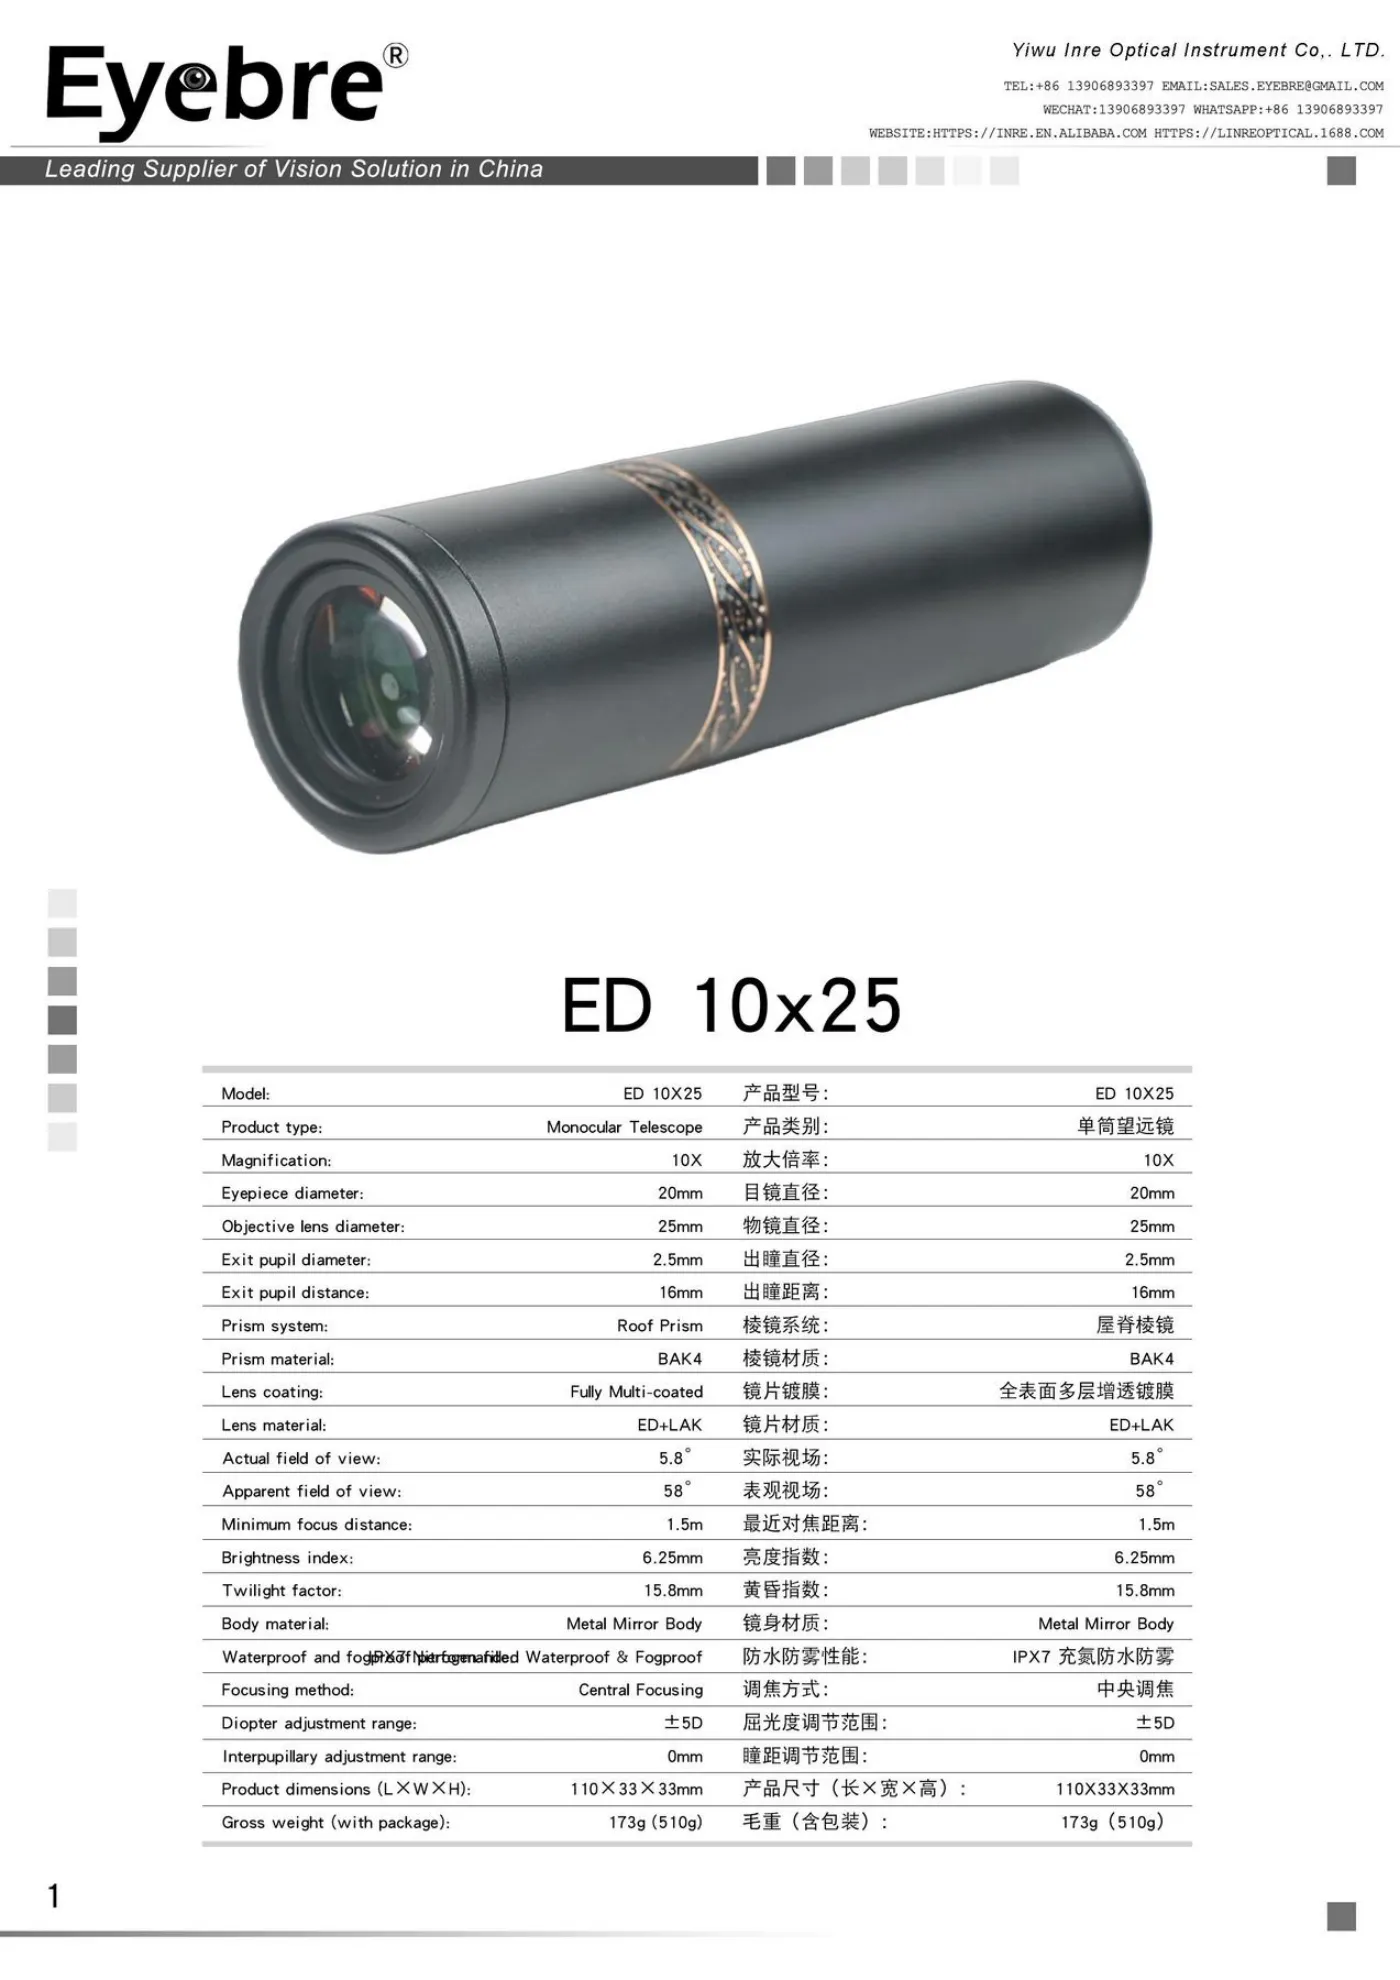 Eyebre®
Yiwu Inre Optical Instrument Co,. LTD.
TEL:+86 13906893397 EMAIL:SALES.EYEBRE@GMAIL.COM
WECHAT:13906893397 WHATSAPP:+86 13906893397
WEBSITE:HTTPS://INRE.EN.ALIBABA.COM HTTPS://LINREOPTICAL.1688.COM
Leading Supplier of Vision Solution in China
ED 10x25
Model: ED 10X25 产品型号: ED 10X25
Product type: Monocular Telescope 产品类别: 单筒望远镜
Magnification: 10X 放大倍率: 10X
Eyepiece diameter: 20mm 目镜直径: 20mm
Objective lens diameter: 25mm 物镜直径: 25mm
Exit pupil diameter: 2.5mm 出瞳直径: 2.5mm
Exit pupil distance: 16mm 出瞳距离: 16mm
Prism system: Roof Prism 棱镜系统: 屋脊棱镜
Prism material: BAK4 棱镜材质: BAK4
Lens coating: Fully Multi-coated 镜片镀膜: 全表面多层增透镀膜
Lens material: ED+LAK 镜片材质: ED+LAK
Actual field of view: 5.8° 实际视场: 5.8°
Apparent field of view: 58° 表观视场: 58°
Minimum focus distance: 1.5m 最近对焦距离: 1.5m
Brightness index: 6.25mm 亮度指数: 6.25mm
Twilight factor: 15.8mm 黄昏指数: 15.8mm
Body material: Metal Mirror Body 镜身材质: Metal Mirror Body
Waterproof and fogproof performance: IPX7 Nitrogen-filled Waterproof & Fogproof 防水防雾性能: IPX7 充氮防水防雾
Focusing method: Central Focusing 调焦方式: 中央调焦
Diopter adjustment range: ±5D 屈光度调节范围: ±5D
Interpupillary adjustment range: 0mm 瞳距调节范围: 0mm
Product dimensions (L×W×H): 110×33×33mm 产品尺寸（长×宽×高）: 110X33X33mm
Gross weight (with package): 173g (510g) 毛重（含包装）: 173g（510g）
1